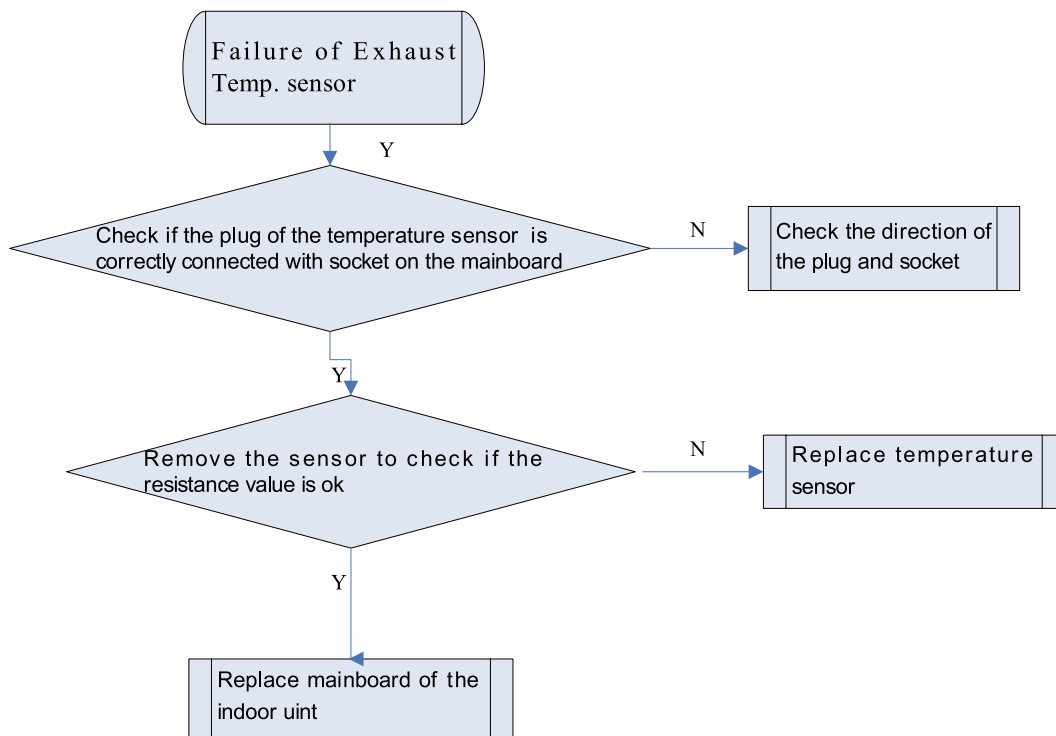 Failure of Exhaust
Temp. sensor
Y
Check if the plug of the temperature sensor is
correctly connected with socket on the mainboard
N
Check the direction of
the plug and socket
Y
Remove the sensor to check if the
resistance value is ok
N
Replace temperature
sensor
Y
Replace mainboard of the
indoor uint